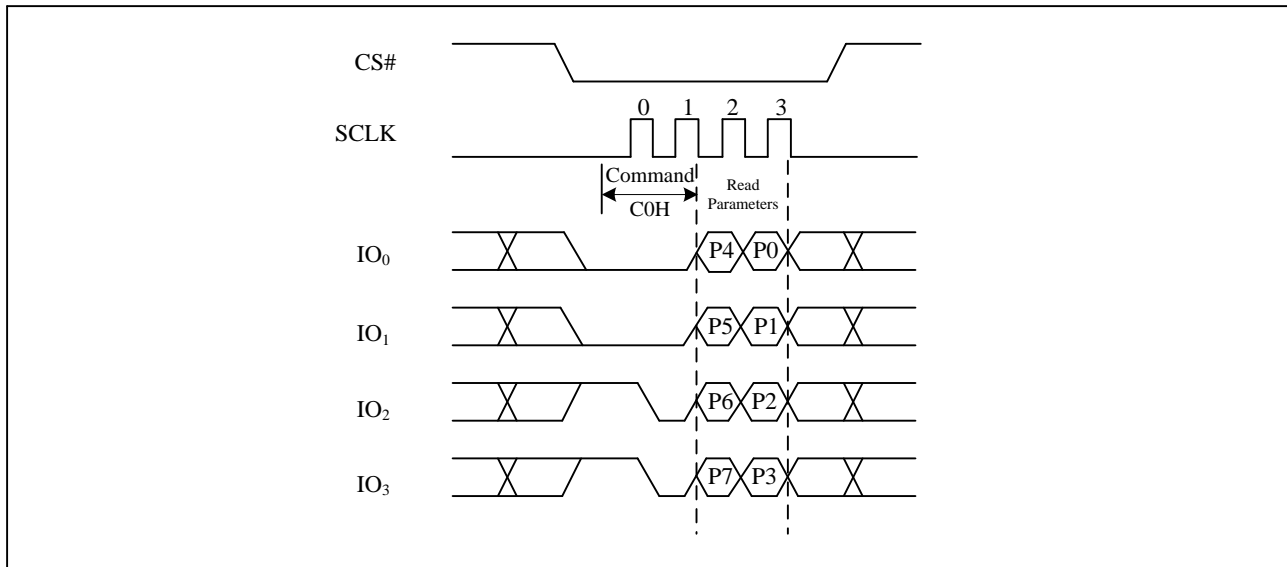 CS#
0 1 2 3
SCLK
Command
C0H
Read
Parameters
IO0 P4 P0
IO1 P5 P1
IO2 P6 P2
IO3 P7 P3